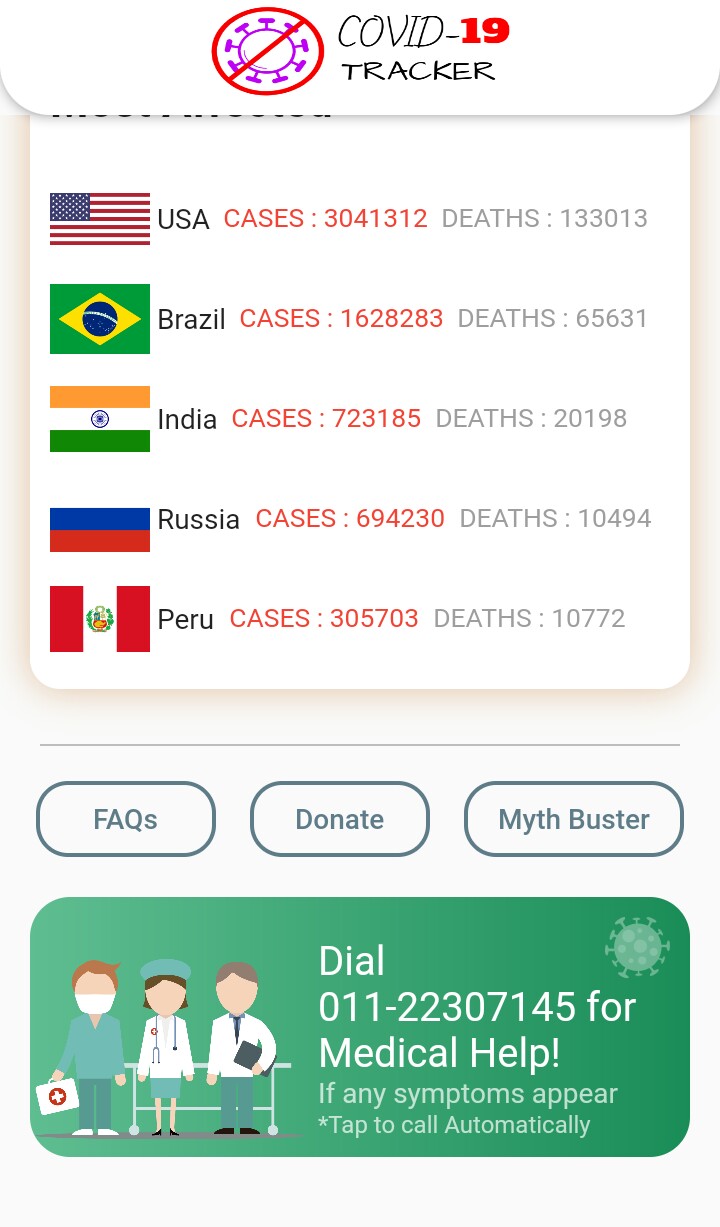 COVID-19
TRACKER
Most Affected
USA CASES : 3041312 DEATHS : 133013
Brazil CASES : 1628283 DEATHS : 65631
India CASES : 723185 DEATHS : 20198
Russia CASES : 694230 DEATHS : 10494
Peru CASES : 305703 DEATHS : 10772
FAQs Donate Myth Buster
Dial
011-22307145 for
Medical Help!
If any symptoms appear
*Tap to call Automatically